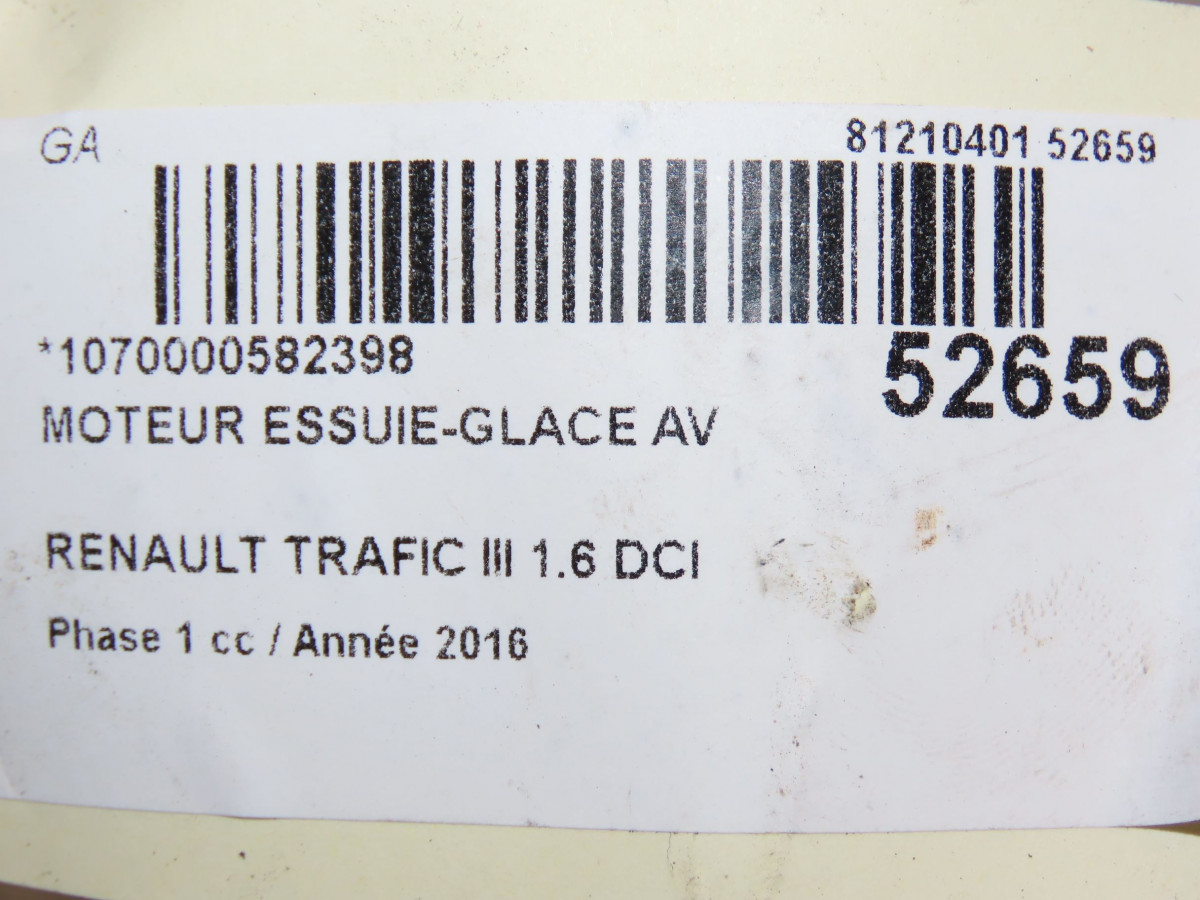 GA
81210401 52659
*1070000582398
52659
MOTEUR ESSUIE-GLACE AV
RENAULT TRAFIC III 1.6 DCI
Phase 1 cc / Année 2016